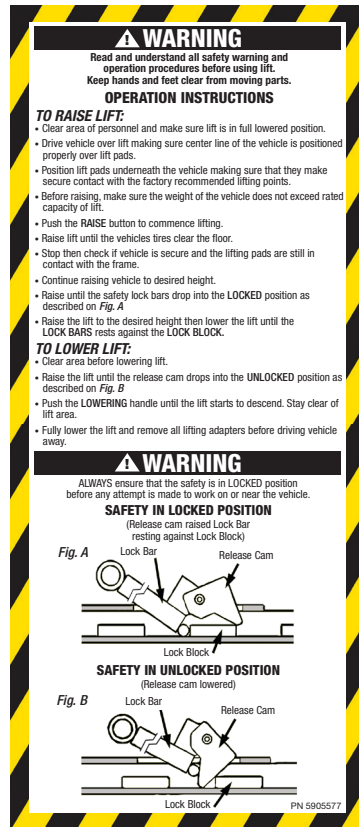 WARNING
Read and understand all safety warning and
operation procedures before using lift.
Keep hands and feet clear from moving parts.
OPERATION INSTRUCTIONS
TO RAISE LIFT:
• Clear area of personnel and make sure lift is in full lowered position.
• Drive vehicle over lift making sure center line of the vehicle is positioned
properly over lift pads.
• Position lift pads underneath the vehicle making sure that they make
secure contact with the factory recommended lifting points.
• Before raising, make sure the weight of the vehicle does not exceed rated
capacity of lift.
• Push the RAISE button to commence lifting.
• Raise lift until the vehicles tires clear the floor.
• Stop then check if vehicle is secure and the lifting pads are still in
contact with the frame.
• Continue raising vehicle to desired height.
• Raise until the safety lock bars drop into the LOCKED position as
described on Fig. A
• Raise the lift to the desired height then lower the lift until the
LOCK BARS rests against the LOCK BLOCK.
TO LOWER LIFT:
• Clear area before lowering lift.
• Raise the lift until the release cam drops into the UNLOCKED position as
described on Fig. B
• Push the LOWERING handle until the lift starts to descend. Stay clear of
lift area.
• Fully lower the lift and remove all lifting adapters before driving vehicle
away.
WARNING
ALWAYS ensure that the safety is in LOCKED position
before any attempt is made to work on or near the vehicle.
SAFETY IN LOCKED POSITION
(Release cam raised Lock Bar
resting against Lock Block)
Fig. A
Lock Bar
Release Cam
Lock Block
SAFETY IN UNLOCKED POSITION
(Release cam lowered)
Fig. B
Lock Bar
Release Cam
Lock Block
PN 5905577